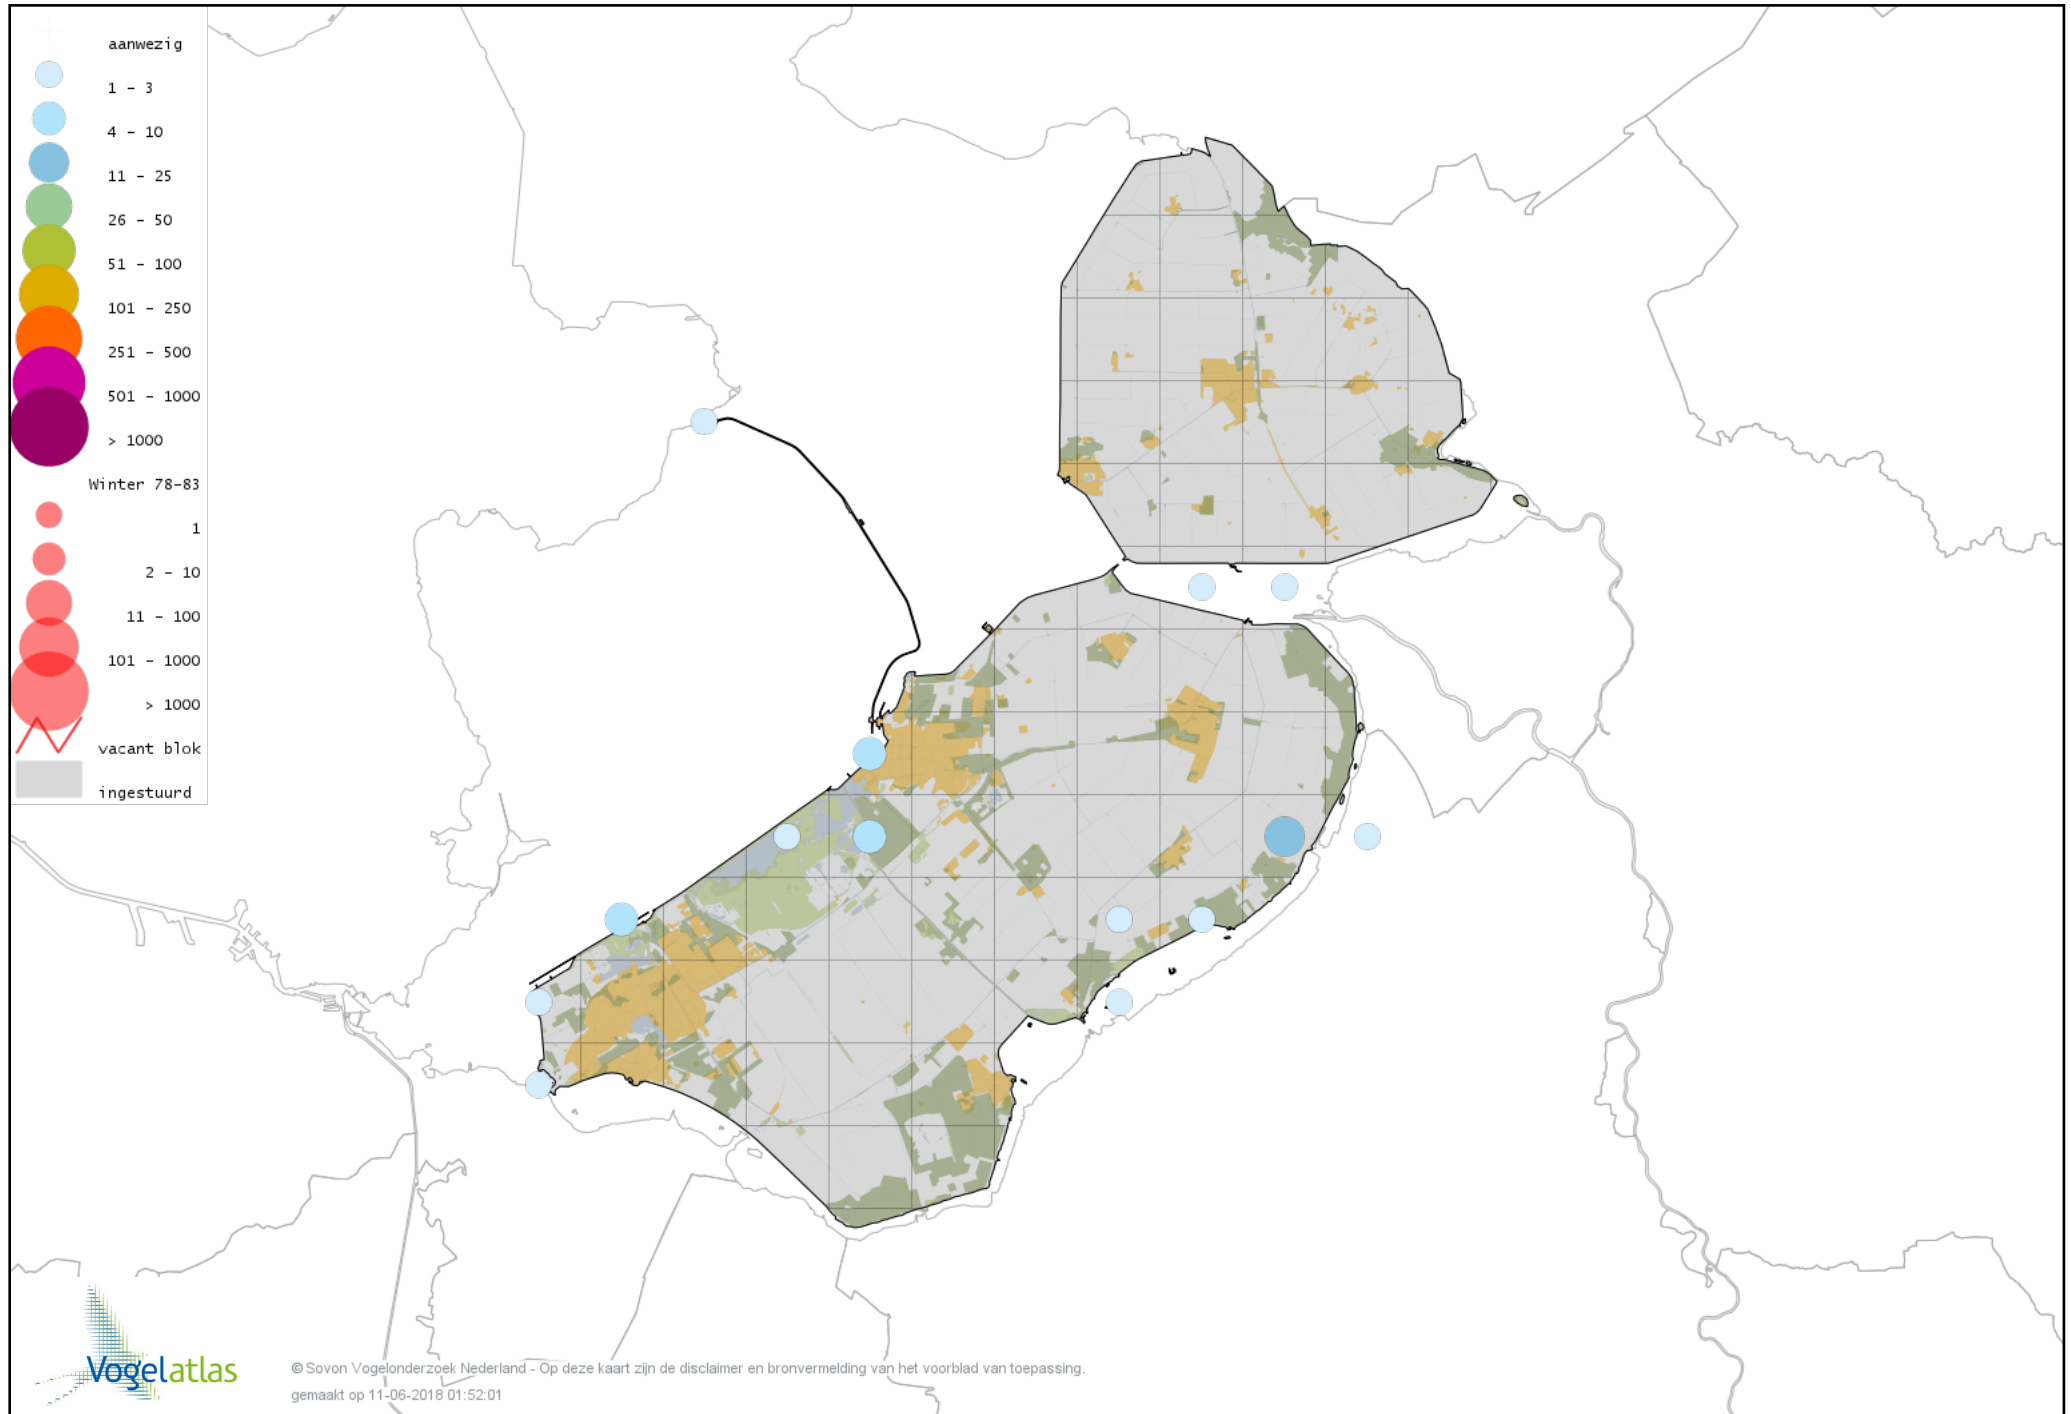 aanwezig
1 - 3
4 - 10
11 - 25
26 - 50
51 - 100
101 - 250
251 - 500
501 - 1000
> 1000
Winter 78-83
1
2 - 10
11 - 100
101 - 1000
> 1000
vacant blok
ingestuurd
Vogelatlas
© Sovon Vogelonderzoek Nederland - Op deze kaart zijn de disclaimer en bronvermelding van het voorblad van toepassing.
gemaakt op 11-06-2018 01:52:01